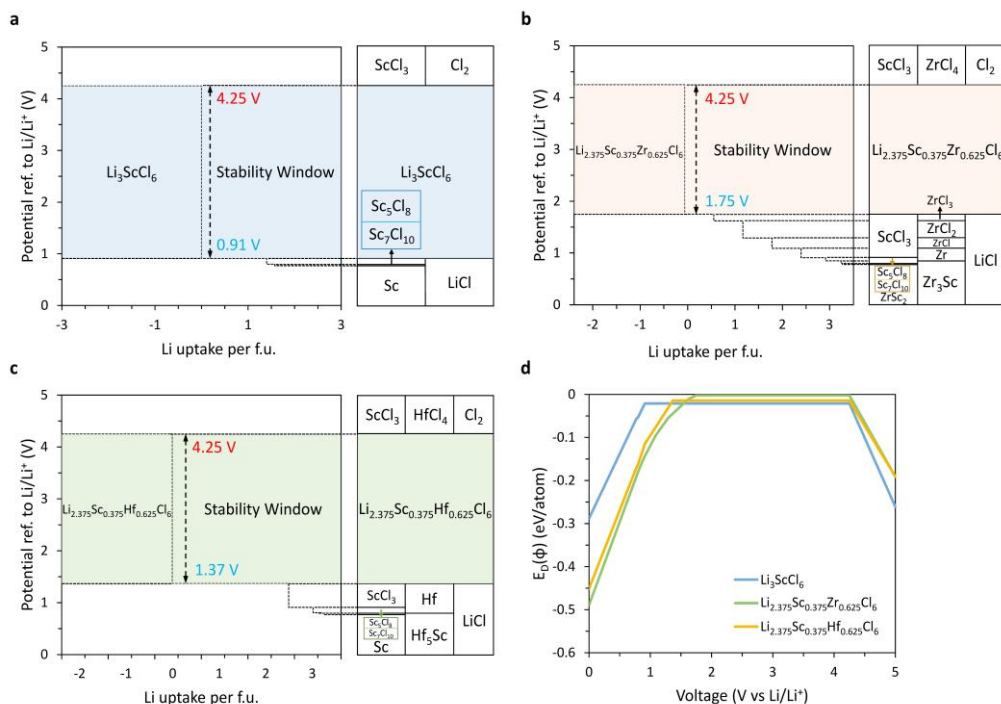 a
Potential ref. to Li/Li⁺ (V)
5
4
3
2
1
0
-3
-1
1
3
Li uptake per f.u.
4.25 V
Li₃ScCl₆
Stability Window
0.91 V
ScCl₃
Cl₂
Li₃ScCl₆
Sc₅Cl₈
Sc₇Cl₁₀
Sc
LiCl
b
Potential ref. to Li/Li⁺ (V)
5
4
3
2
1
0
-2
-1
0
1
2
3
Li uptake per f.u.
4.25 V
Li₂.₃₇₅Sc₀.₃₇₅Zr₀.₆₂₅Cl₆
Stability Window
1.75 V
ScCl₃
ZrCl₄
Cl₂
Li₂.₃₇₅Sc₀.₃₇₅Zr₀.₆₂₅Cl₆
ZrCl₃
ScCl₃
ZrCl₂
ZrCl
Zr
LiCl
Sc₅Cl₈
Sc₇Cl₁₀
ZrSc₂
Zr₃Sc
c
Potential ref. to Li/Li⁺ (V)
5
4
3
2
1
0
-2
-1
0
1
2
3
Li uptake per f.u.
4.25 V
Li₂.₃₇₅Sc₀.₃₇₅Hf₀.₆₂₅Cl₆
Stability Window
1.37 V
ScCl₃
HfCl₄
Cl₂
Li₂.₃₇₅Sc₀.₃₇₅Hf₀.₆₂₅Cl₆
ScCl₃
Hf
LiCl
Sc₅Cl₈
Sc₇Cl₁₀
Sc
Hf₅Sc
d
E_D(ϕ) (eV/atom)
0
-0.1
-0.2
-0.3
-0.4
-0.5
-0.6
0
1
2
3
4
5
Voltage (V vs Li/Li⁺)
Li₃ScCl₆
Li₂.₃₇₅Sc₀.₃₇₅Zr₀.₆₂₅Cl₆
Li₂.₃₇₅Sc₀.₃₇₅Hf₀.₆₂₅Cl₆